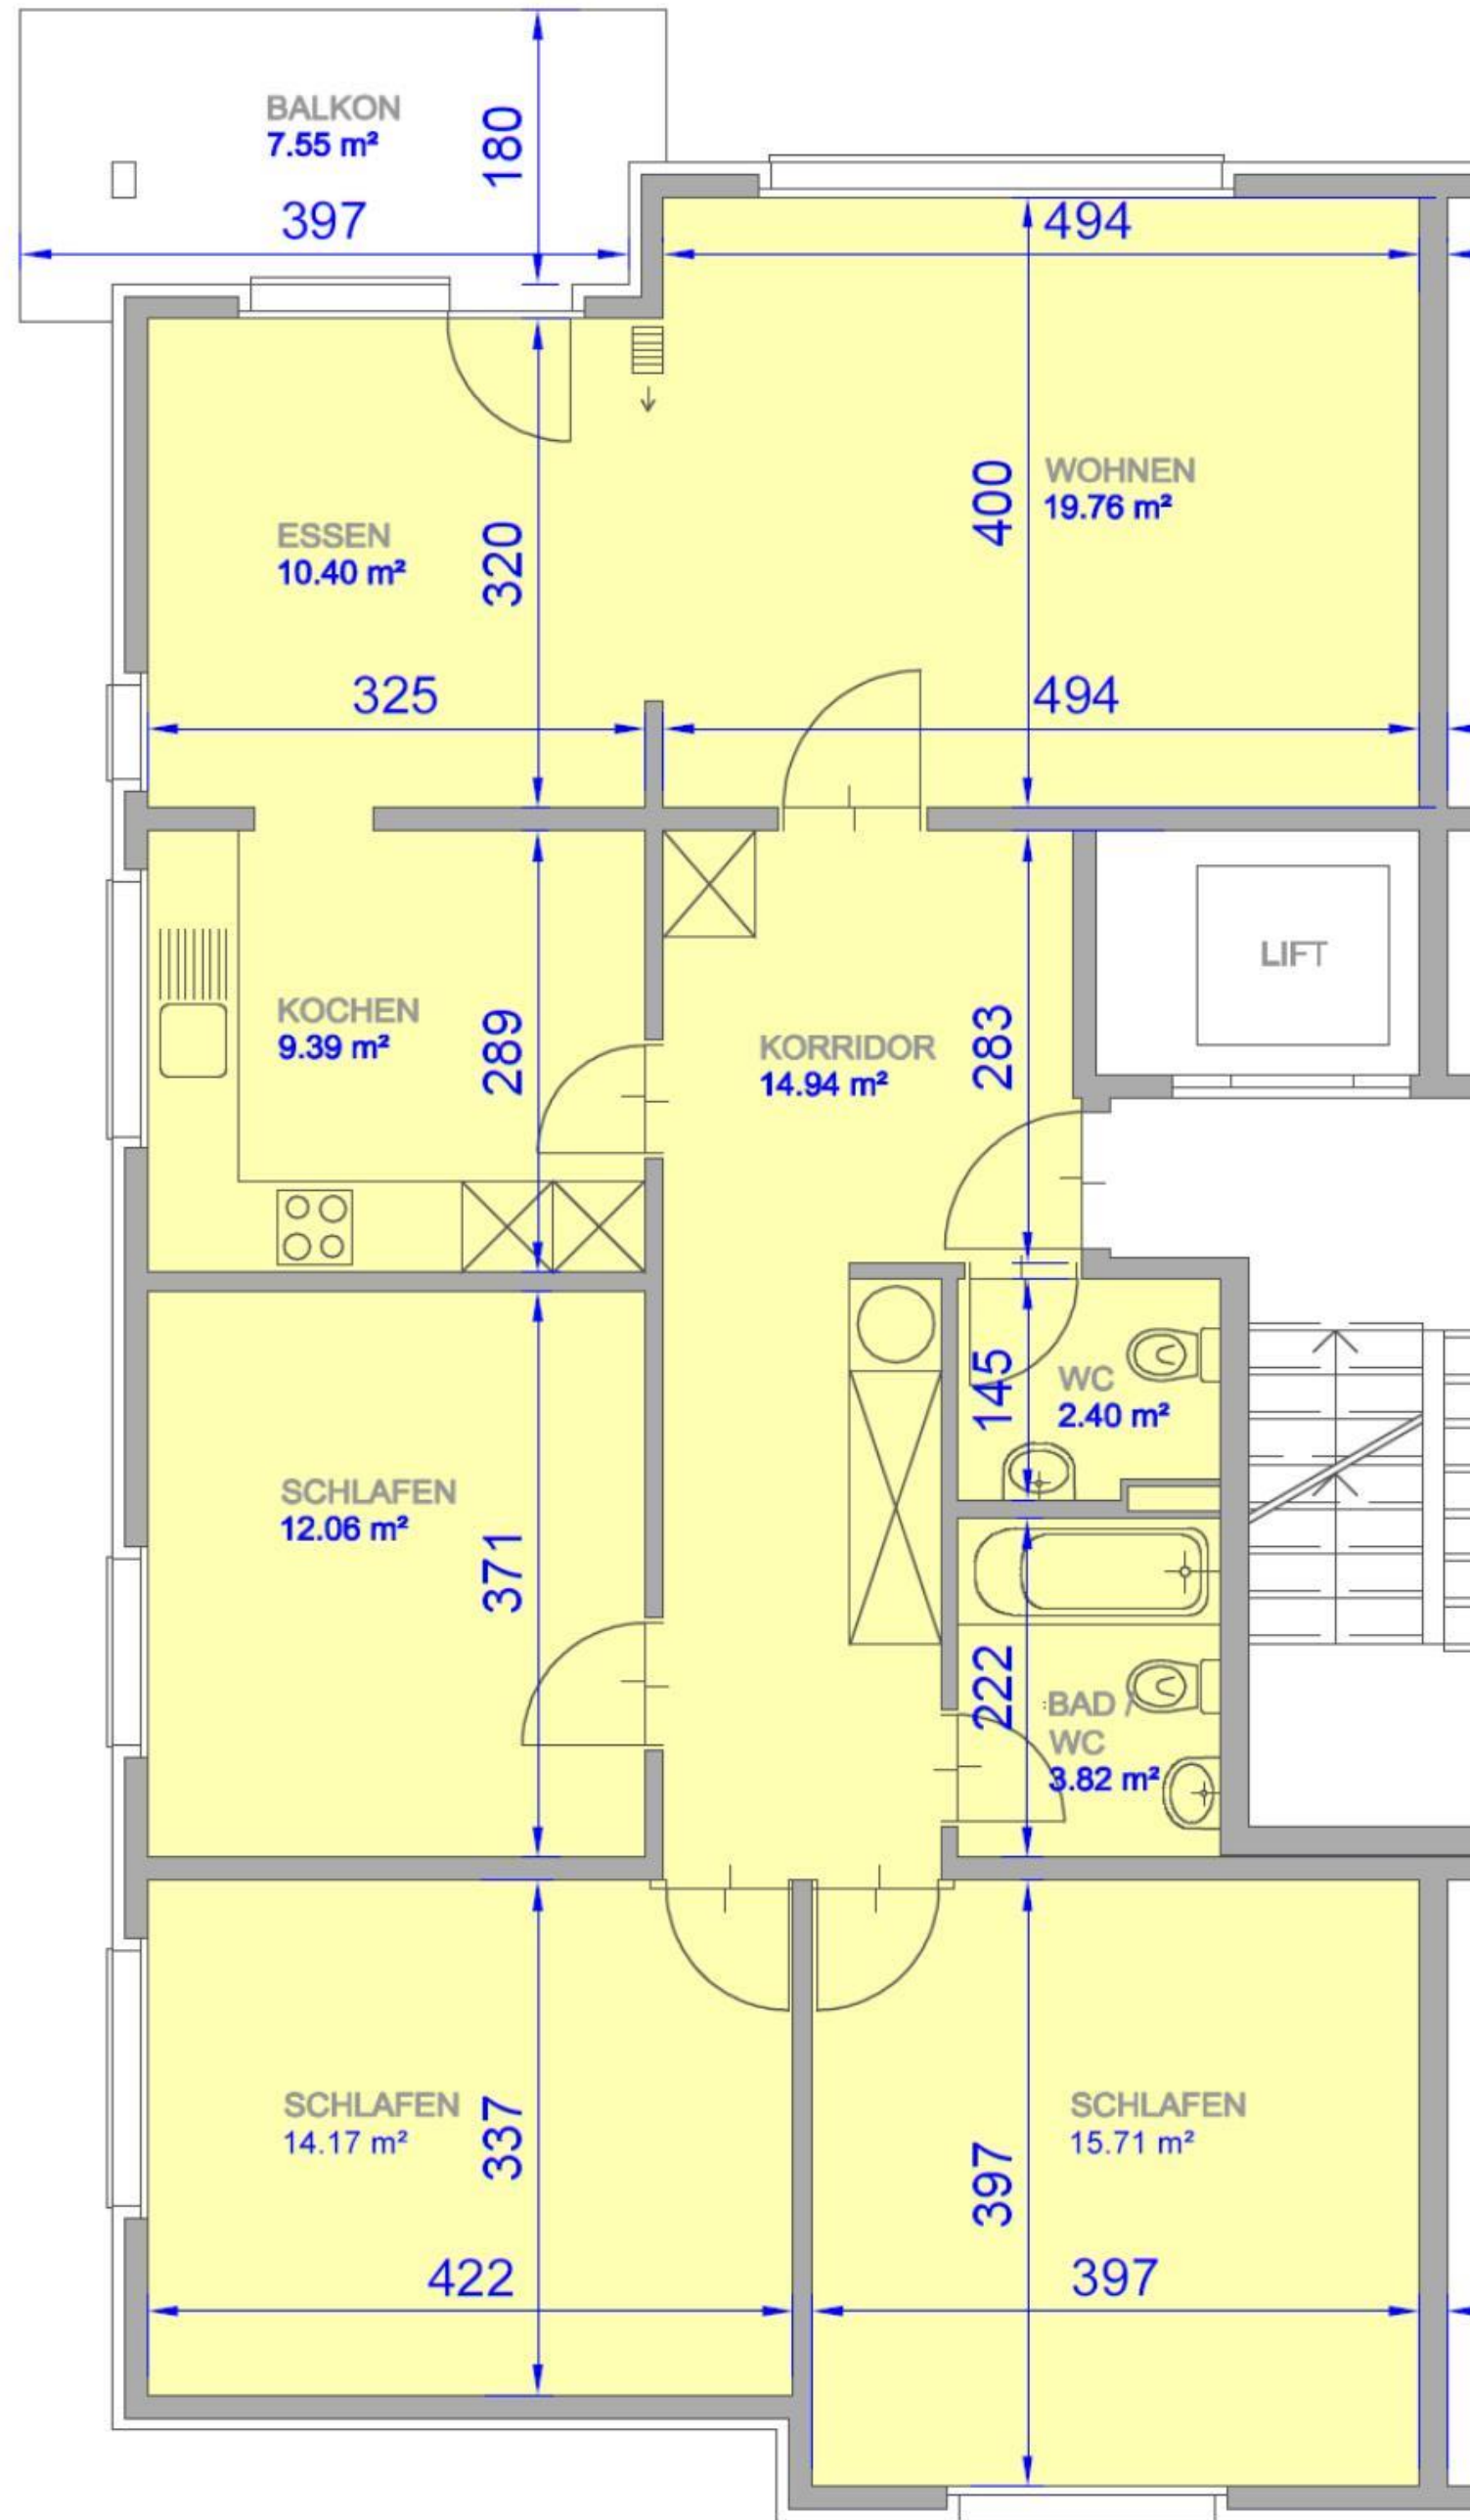 BALKON
7.55 m²
180
397
494
WOHNEN
19.76 m²
400
ESSEN
10.40 m²
320
325
494
LIFT
KOCHEN
9.39 m²
289
KORRIDOR
14.94 m²
283
145
WC
2.40 m²
SCHLAFEN
12.06 m²
371
222
BAD /
WC
3.82 m²
SCHLAFEN
14.17 m²
337
SCHLAFEN
15.71 m²
397
422
397